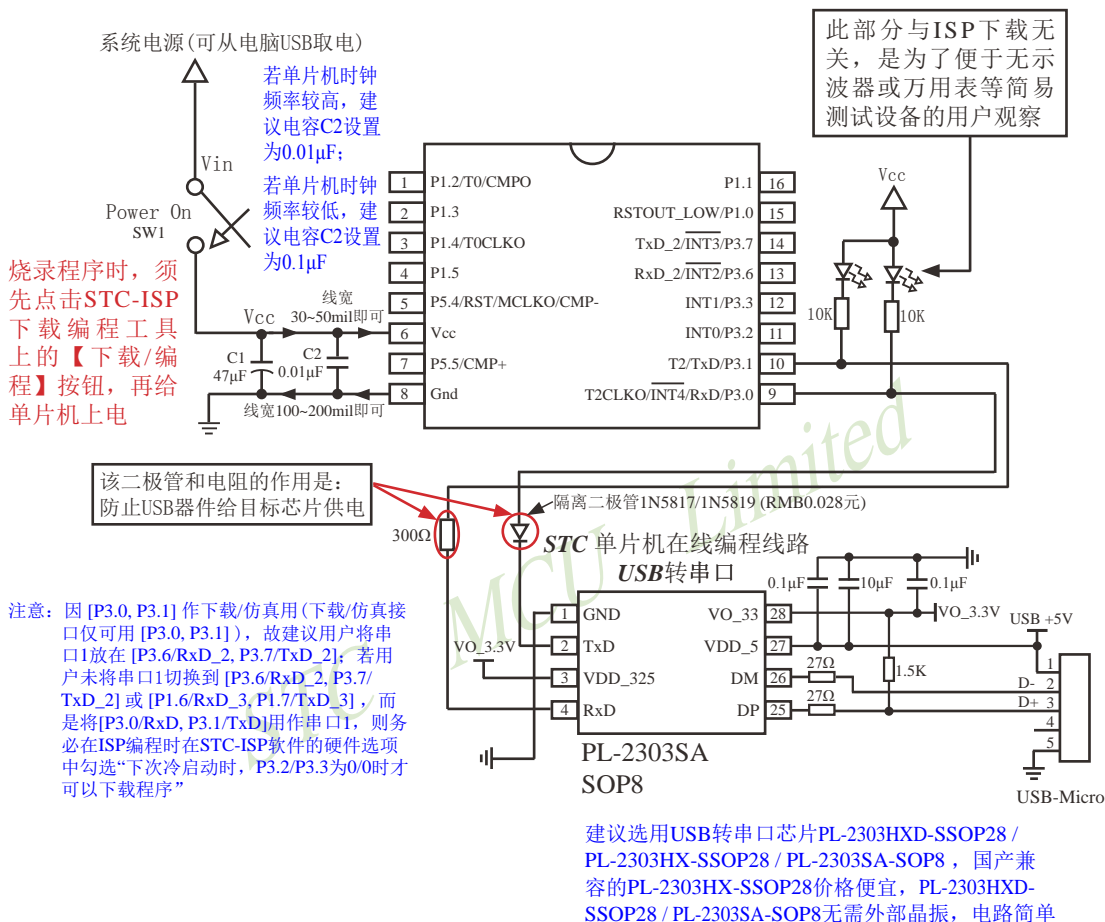 系统电源(可从电脑USB取电)
若单片机时钟
频率较高，建
议电容C2设置
为0.01μF；
若单片机时钟
频率较低，建
议电容C2设置
为0.1μF
Vin
Power On
SW1
烧录程序时，须
先点击STC-ISP
下载编程工具
上的【下载/编
程】按钮，再给
单片机上电
线宽
30~50mil即可
Vcc
C1
47μF
C2
0.01μF
线宽100~200mil即可
1 P1.2/T0/CMPO
2 P1.3
3 P1.4/T0CLKO
4 P1.5
5 P5.4/RST/MCLKO/CMP-
6 Vcc
7 P5.5/CMP+
8 Gnd
P1.1 16
RSTOUT_LOW/P1.0 15
TxD_2/INT3/P3.7 14
RxD_2/INT2/P3.6 13
INT1/P3.3 12
INT0/P3.2 11
T2/TxD/P3.1 10
T2CLKO/INT4/RxD/P3.0 9
此部分与ISP下载无
关，是为了便于无示
波器或万用表等简易
测试设备的用户观察
Vcc
10K
10K
该二极管和电阻的作用是：
防止USB器件给目标芯片供电
300Ω
隔离二极管1N5817/1N5819 (RMB0.028元)
STC 单片机在线编程线路
USB转串口
STC MCU Limited
注意：因 [P3.0, P3.1] 作下载/仿真用(下载/仿真接
口仅可用 [P3.0, P3.1] )，故建议用户将串
口1放在 [P3.6/RxD_2, P3.7/TxD_2]；若用
户未将串口1切换到 [P3.6/RxD_2, P3.7/
TxD_2] 或 [P1.6/RxD_3, P1.7/TxD_3] ，而
是将[P3.0/RxD, P3.1/TxD]用作串口1，则务
必在ISP编程时在STC-ISP软件的硬件选项
中勾选“下次冷启动时，P3.2/P3.3为0/0时才
可以下载程序”
VO_3.3V
1 GND
2 TxD
3 VDD_325
4 RxD
VO_33 28
VDD_5 27
DM 26
DP 25
PL-2303SA
SOP8
0.1μF
10μF
0.1μF
VO_3.3V
USB +5V
27Ω
27Ω
1.5K
1
D- 2
D+ 3
4
5
USB-Micro
建议选用USB转串口芯片PL-2303HXD-SSOP28 /
PL-2303HX-SSOP28 / PL-2303SA-SOP8 ，国产兼
容的PL-2303HX-SSOP28价格便宜，PL-2303HXD-
SSOP28 / PL-2303SA-SOP8无需外部晶振，电路简单